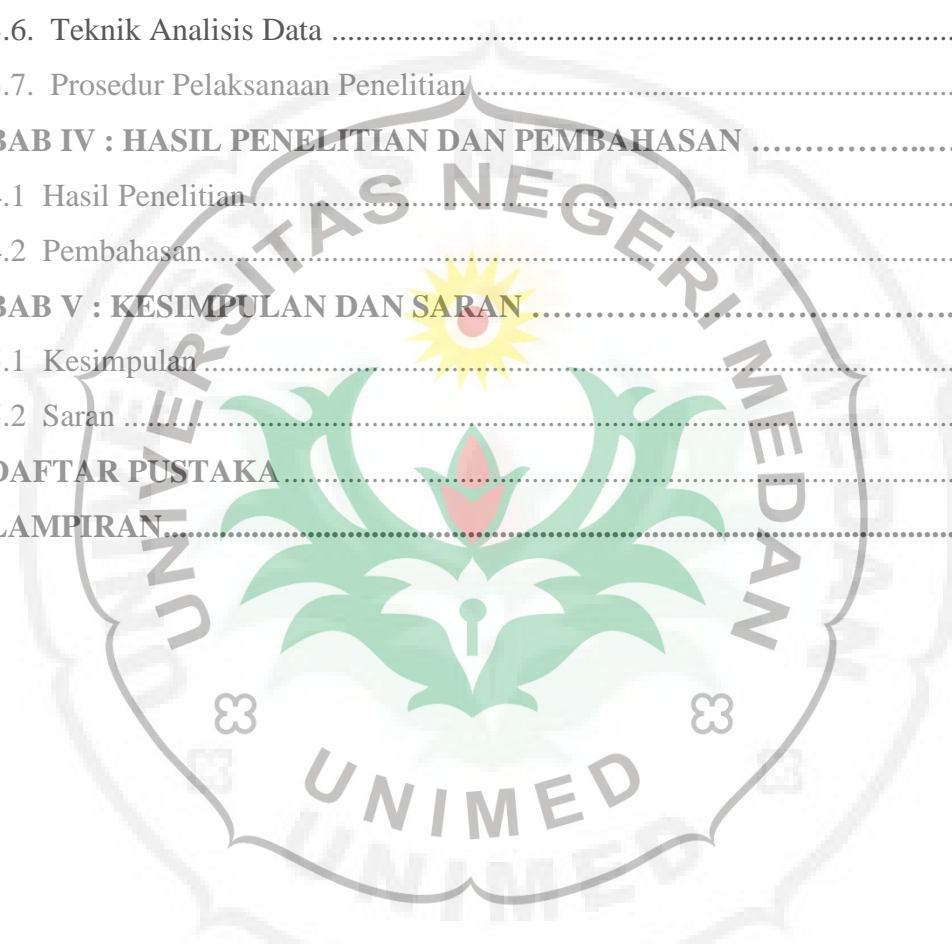 .6. Teknik Analisis Data ................................................................................
.7. Prosedur Pelaksanaan Penelitian .............................................................
BAB IV : HASIL PENELITIAN DAN PEMBAHASAN ……………..…
.1 Hasil Penelitian ..........................................................................................
.2 Pembahasan................................................................................................
BAB V : KESIMPULAN DAN SARAN ……………………………………
.1 Kesimpulan ................................................................................................
.2 Saran ..........................................................................................................
DAFTAR PUSTAKA ......................................................................................
LAMPIRAN.....................................................................................................
UNIVERSITAS NEGERI MEDAN
UNIMED